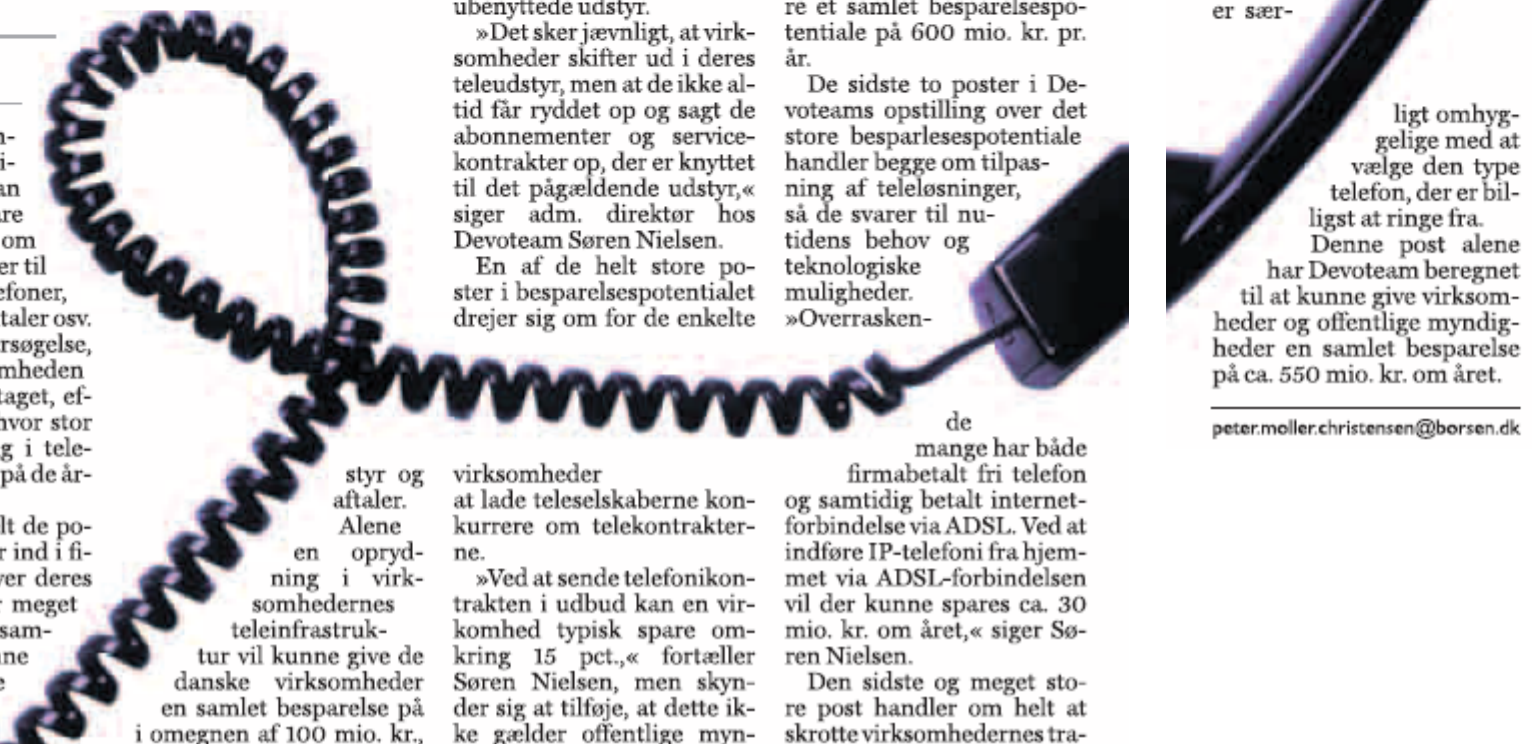 om
er til
efoner,
taler osv.
rsøgelse,
mheden
taget, ef-
hvor stor
g i tele-
på de år-
lt de po-
r ind i fi-
ver deres
r meget
sam-
styr og
aftaler.
Alene
en opryd-
ning i virk-
somhedernes
teleinfrastruk-
tur vil kunne give de
danske virksomheder
en samlet besparelse på
i omegnen af 100 mio. kr.,
ubenyttede udstyr.
»Det sker jævnligt, at virk-
somheder skifter ud i deres
teleudstyr, men at de ikke al-
tid får ryddet op og sagt de
abonnementer og service-
kontrakter op, der er knyttet
til det pågældende udstyr,«
siger adm. direktør hos
Devoteam Søren Nielsen.
En af de helt store po-
ster i besparelsespotentialet
drejer sig om for de enkelte
virksomheder
at lade teleselskaberne kon-
kurrere om telekontrakter-
ne.
»Ved at sende telefonikon-
trakten i udbud kan en vir-
komhed typisk spare om-
kring 15 pct.,« fortæller
Søren Nielsen, men skyn-
der sig at tilføje, at dette ik-
ke gælder offentlige myn-
re et samlet besparelsespo-
tentiale på 600 mio. kr. pr.
år.
De sidste to poster i De-
voteams opstilling over det
store besparlesespotentiale
handler begge om tilpas-
ning af teleløsninger,
så de svarer til nu-
tidens behov og
teknologiske
muligheder.
»Overrasken-
de
mange har både
firmabetalt fri telefon
og samtidig betalt internet-
forbindelse via ADSL. Ved at
indføre IP-telefoni fra hjem-
met via ADSL-forbindelsen
vil der kunne spares ca. 30
mio. kr. om året,« siger Sø-
ren Nielsen.
Den sidste og meget sto-
re post handler om helt at
skrotte virksomhedernes tra-
er sær-
ligt omhyg-
gelige med at
vælge den type
telefon, der er bil-
ligst at ringe fra.
Denne post alene
har Devoteam beregnet
til at kunne give virksom-
heder og offentlige myndig-
heder en samlet besparelse
på ca. 550 mio. kr. om året.
peter.moller.christensen@borsen.dk